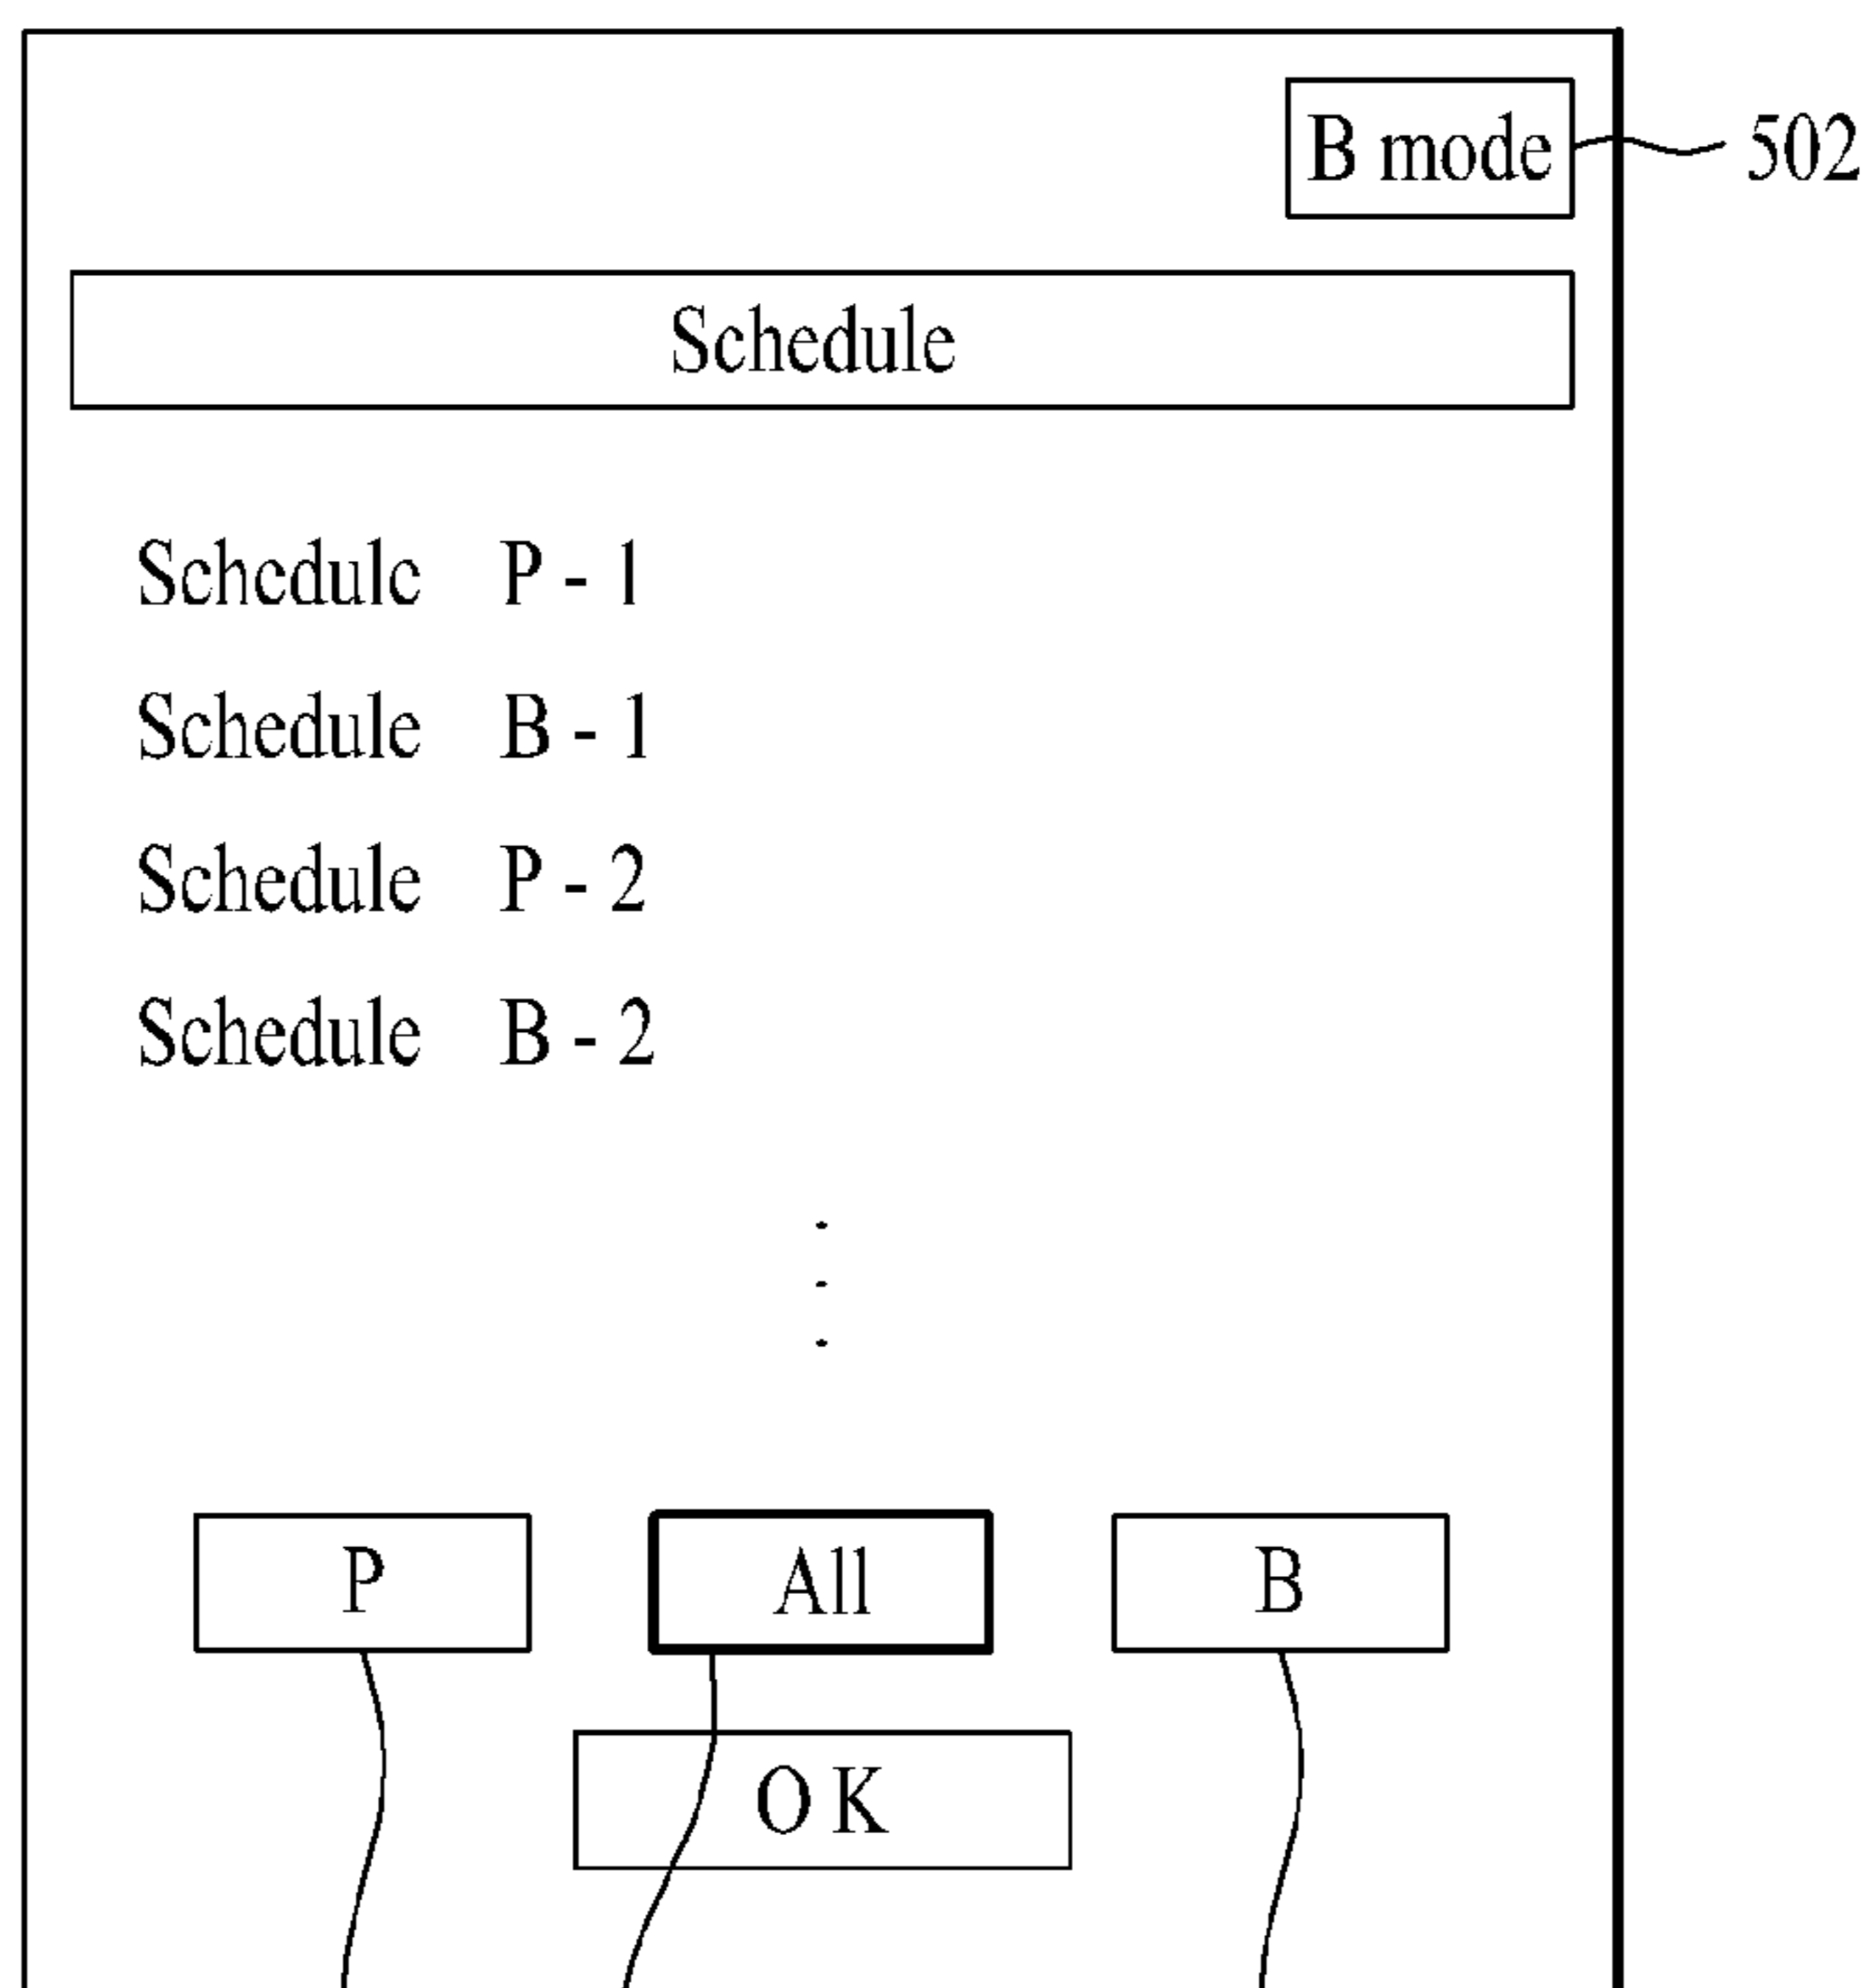 B mode 502
Schedule
Schedule P - 1
Schedule B - 1
Schedule P - 2
Schedule B - 2
P All B
OK